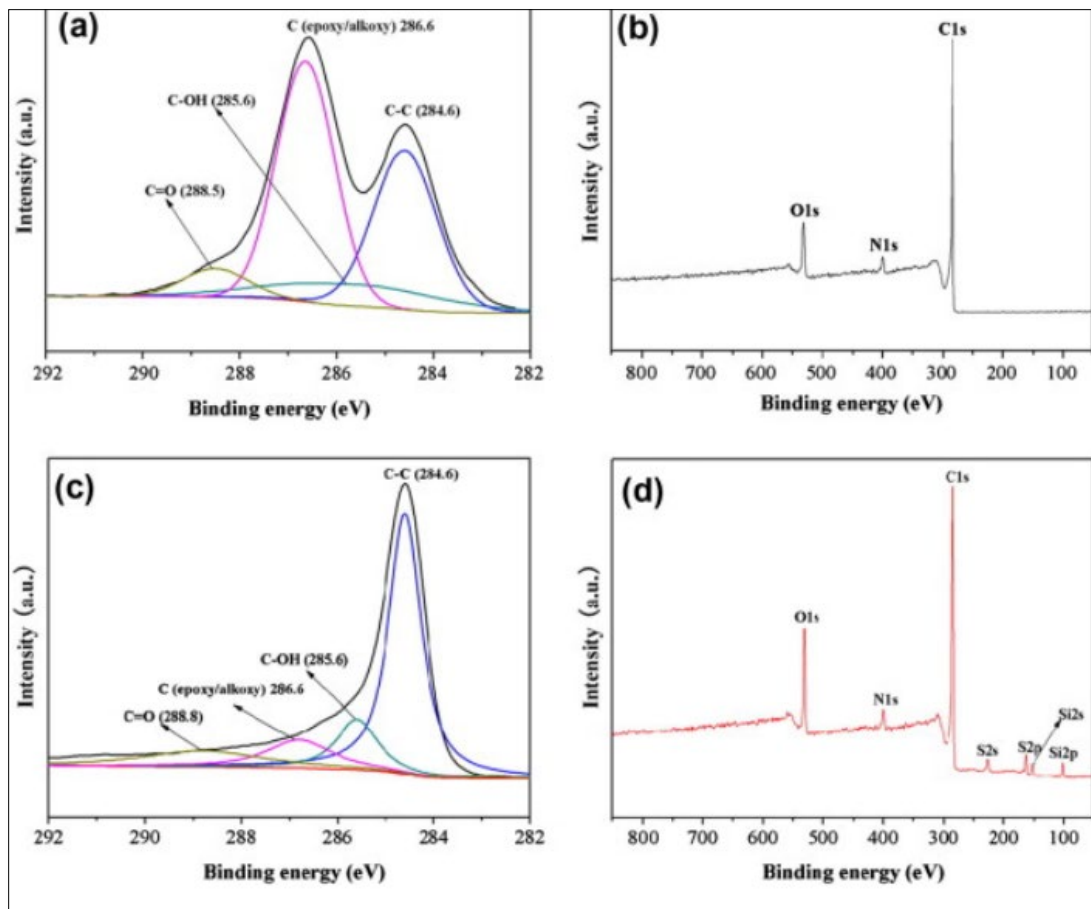 (a)
C (epoxy/alkoxy) 286.6
C-OH (285.6)
C-C (284.6)
C=O (288.5)
Intensity (a.u.)
292 290 288 286 284 282
Binding energy (eV)
(b)
C1s
O1s
N1s
Intensity (a.u.)
800 700 600 500 400 300 200 100
Binding energy (eV)
(c)
C-C (284.6)
C-OH (285.6)
C (epoxy/alkoxy) 286.6
C=O (288.8)
Intensity (a.u.)
292 290 288 286 284 282
Binding energy (eV)
(d)
C1s
O1s
N1s
Si2s
S2s
S2p
Si2p
Intensity (a.u.)
800 700 600 500 400 300 200 100
Binding energy (eV)